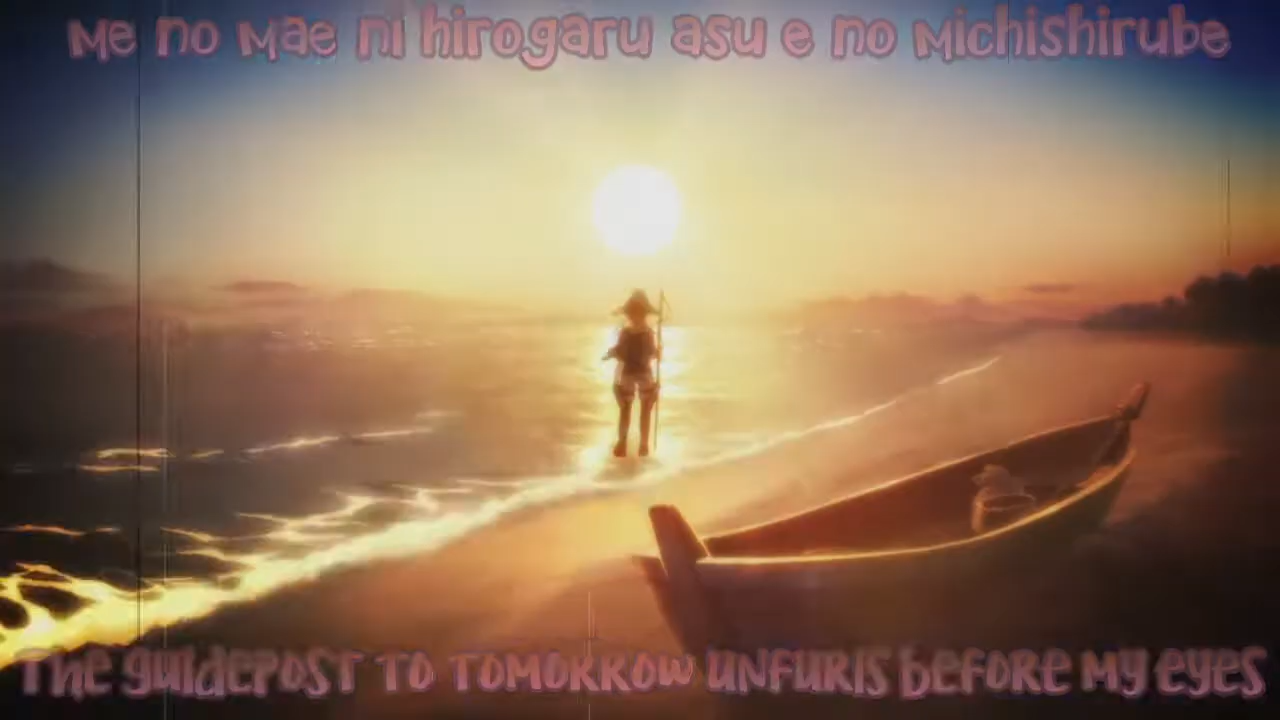 Me no mae ni hirogaru asu e no michishirube
The guidepost to tomorrow unfurls before my eyes